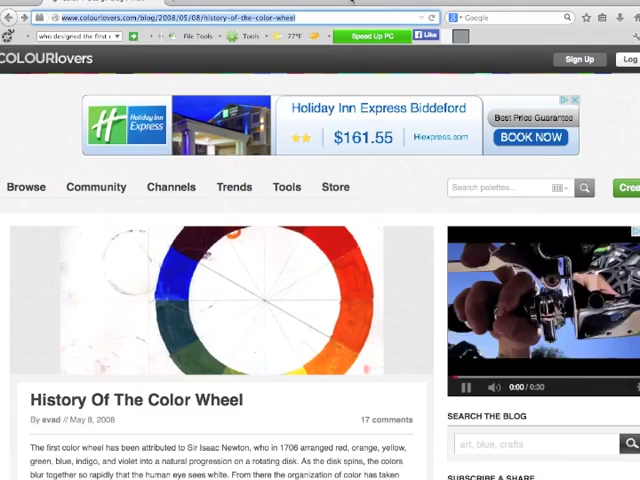 www.colourlovers.com/blog/2008/05/08/history-of-the-color-wheel
Google
who designed the first
File Tools
Tools
77°F
Speed Up PC
Like
COLOURlovers
Sign Up
Log
Holiday Inn Express
Holiday Inn Express Biddeford
$161.55
Hiexpress.com
Best Price Guarantee
BOOK NOW
Browse
Community
Channels
Trends
Tools
Store
Search palettes...
Crea
History Of The Color Wheel
By evad // May 8, 2008
17 comments
The first color wheel has been attributed to Sir Isaac Newton, who in 1706 arranged red, orange, yellow,
green, blue, indigo, and violet into a natural progression on a rotating disk. As the disk spins, the colors
blur together so rapidly that the human eye sees white. From there the organization of color has taken
0:00 / 0:30
SEARCH THE BLOG
art, blue, crafts
SUBSCRIBE & SHARE